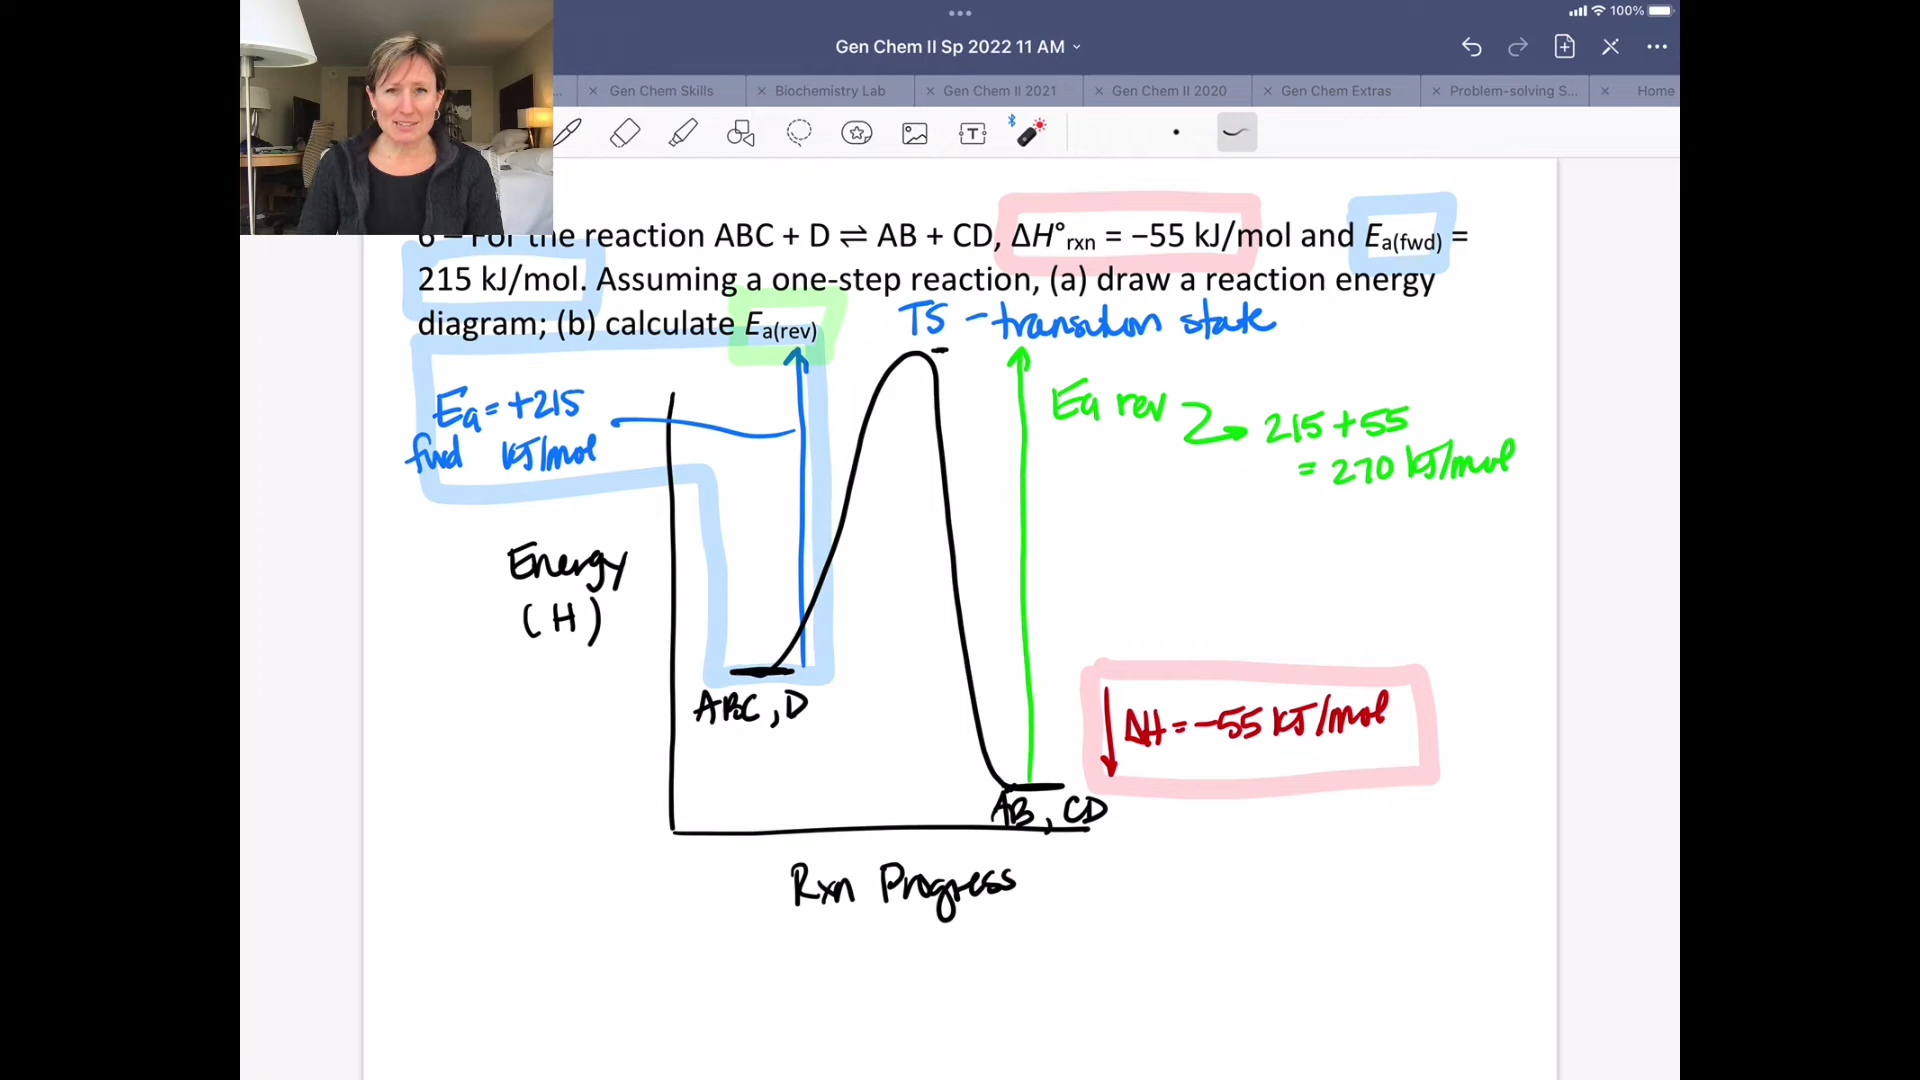 100%
Gen Chem II Sp 2022 11 AM
...
Gen Chem Skills
Biochemistry Lab
Gen Chem II 2021
Gen Chem II 2020
Gen Chem Extras
Problem-solving S...
Home
T
6 – For the reaction ABC + D ⇌ AB + CD, ΔH°rxn = −55 kJ/mol and Ea(fwd) =
215 kJ/mol. Assuming a one-step reaction, (a) draw a reaction energy
diagram; (b) calculate Ea(rev)
TS - transition state
Ea = +215
fwd kJ/mol
Ea rev
215 + 55
= 270 kJ/mol
Energy
(H)
ABC, D
ΔH = -55 kJ/mol
AB, CD
Rxn Progress